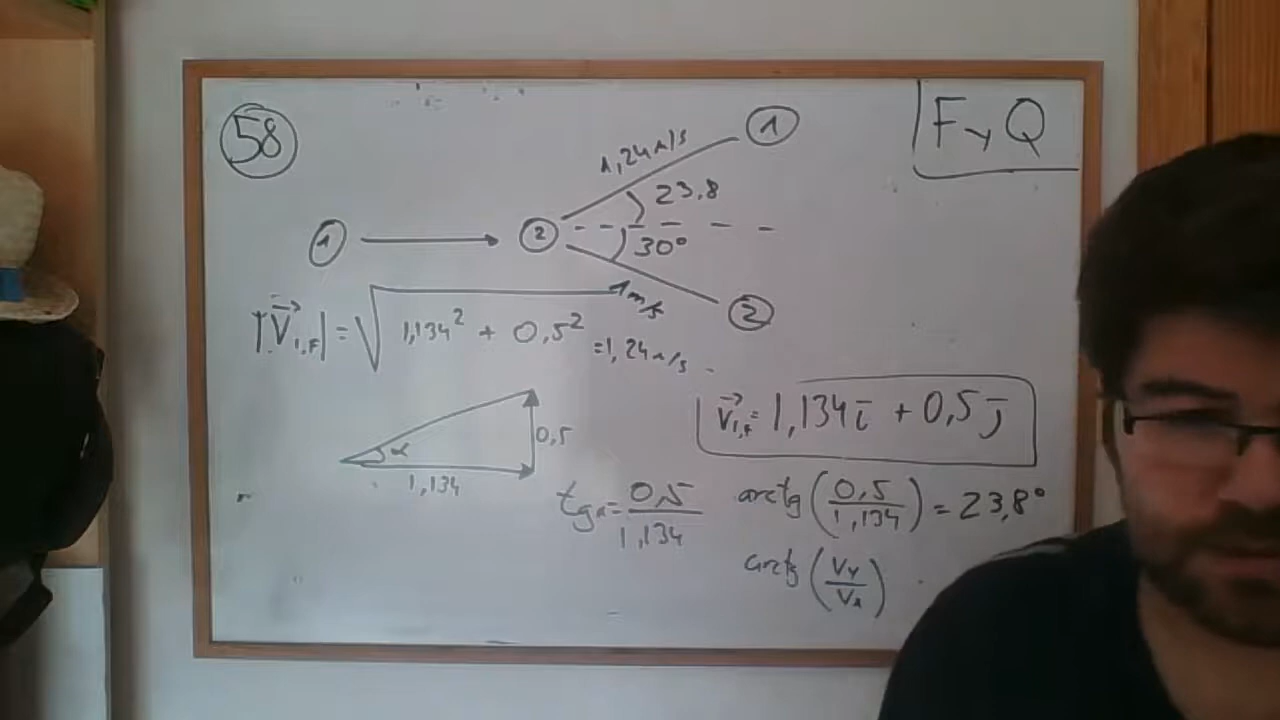 58
F y Q
1
2
1,24 m/s
1
23,8
30°
1 m/s
2
|V⃗₁,F| = √1,134² + 0,5² = 1,24 m/s.
α
0,5
1,134
V⃗₁,F = 1,134 i + 0,5 j
tg α = 0,5 / 1,134
arctg (0,5 / 1,134) = 23,8°
arctg (Vy / Vx)